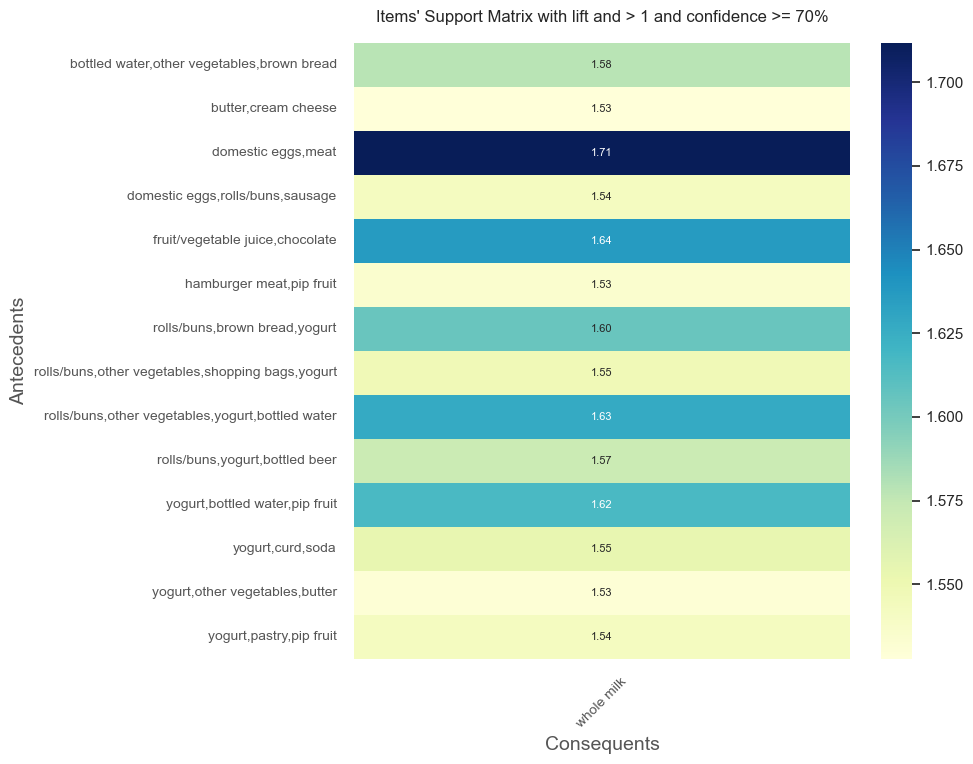 Items' Support Matrix with lift and > 1 and confidence >= 70%
Antecedents
bottled water,other vegetables,brown bread
1.58
butter,cream cheese
1.53
domestic eggs,meat
1.71
domestic eggs,rolls/buns,sausage
1.54
fruit/vegetable juice,chocolate
1.64
hamburger meat,pip fruit
1.53
rolls/buns,brown bread,yogurt
1.60
rolls/buns,other vegetables,shopping bags,yogurt
1.55
rolls/buns,other vegetables,yogurt,bottled water
1.63
rolls/buns,yogurt,bottled beer
1.57
yogurt,bottled water,pip fruit
1.62
yogurt,curd,soda
1.55
yogurt,other vegetables,butter
1.53
yogurt,pastry,pip fruit
1.54
whole milk
Consequents
1.700
1.675
1.650
1.625
1.600
1.575
1.550